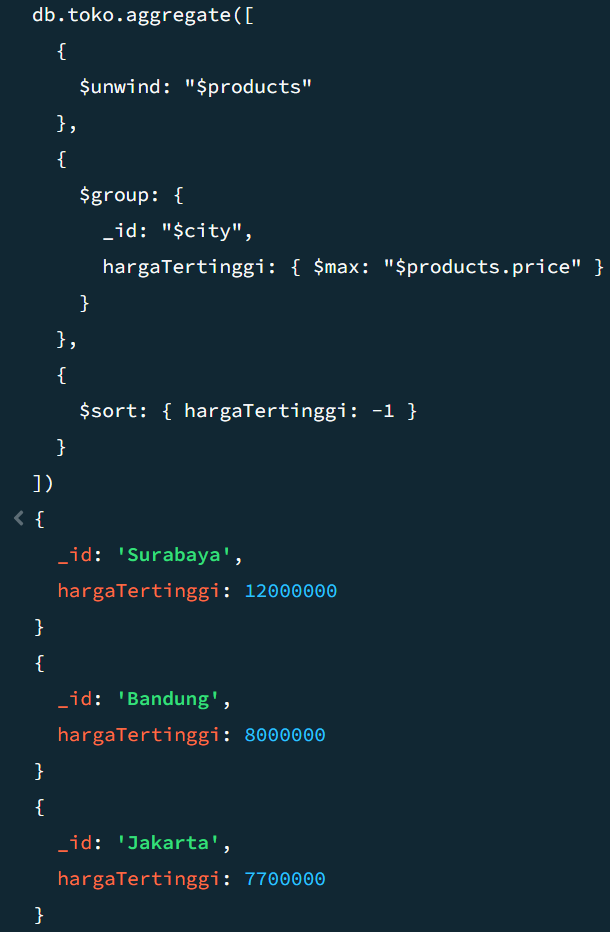 db.toko.aggregate([
  {
    $unwind: "$products"
  },
  {
    $group: {
      _id: "$city",
      hargaTertinggi: { $max: "$products.price" }
    }
  },
  {
    $sort: { hargaTertinggi: -1 }
  }
])
< {
  _id: 'Surabaya',
  hargaTertinggi: 12000000
}
{
  _id: 'Bandung',
  hargaTertinggi: 8000000
}
{
  _id: 'Jakarta',
  hargaTertinggi: 7700000
}